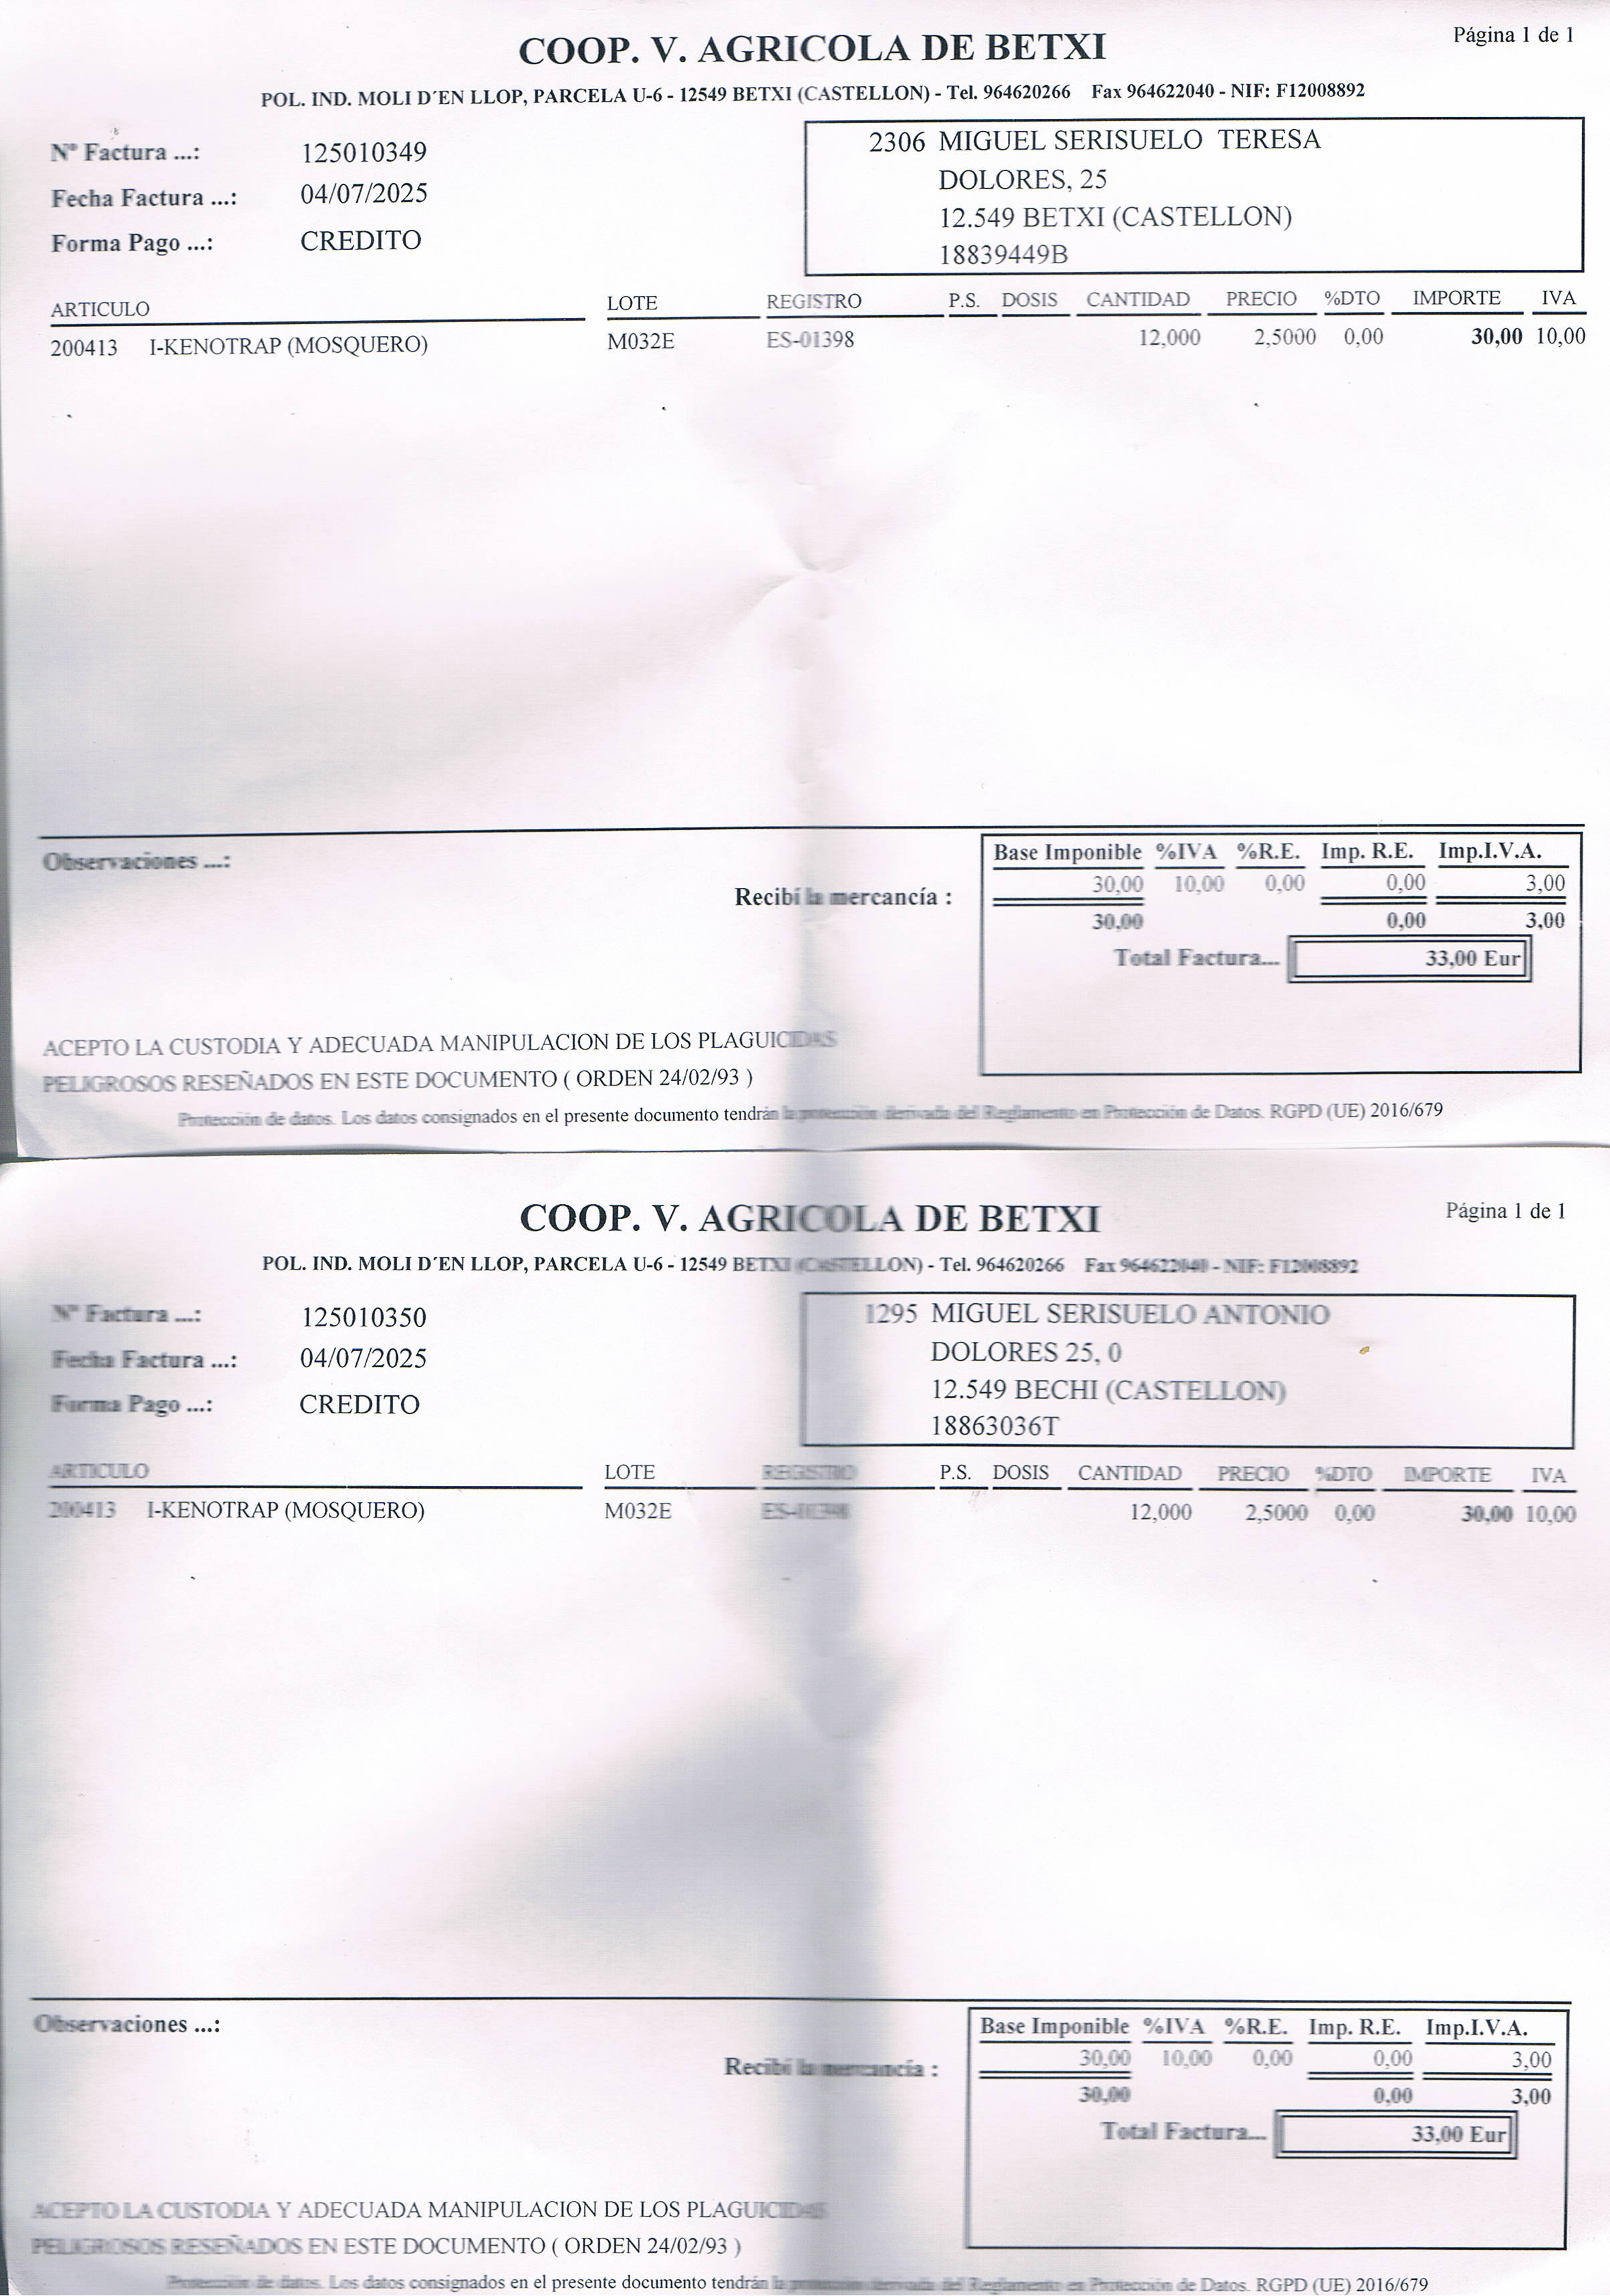 COOP. V. AGRICOLA DE BETXI
Página 1 de 1
POL. IND. MOLI D´EN LLOP, PARCELA U-6 - 12549 BETXI (CASTELLON) - Tel. 964620266 Fax 964622040 - NIF: F12008892
Nº Factura ...: 125010349
Fecha Factura ...: 04/07/2025
Forma Pago ...: CREDITO
2306 MIGUEL SERISUELO TERESA
DOLORES, 25
12.549 BETXI (CASTELLON)
18839449B
ARTICULO LOTE REGISTRO P.S. DOSIS CANTIDAD PRECIO %DTO IMPORTE IVA
200413 I-KENOTRAP (MOSQUERO) M032E ES-01398 12,000 2,5000 0,00 30,00 10,00
Observaciones ...:
Recibí la mercancía :
Base Imponible %IVA %R.E. Imp. R.E. Imp.I.V.A.
30,00 10,00 0,00 0,00 3,00
30,00 0,00 3,00
Total Factura... 33,00 Eur
ACEPTO LA CUSTODIA Y ADECUADA MANIPULACION DE LOS PLAGUICIDAS
PELIGROSOS RESEÑADOS EN ESTE DOCUMENTO ( ORDEN 24/02/93 )
Protección de datos. Los datos consignados en el presente documento tendrán la protección derivada del Reglamento en Protección de Datos. RGPD (UE) 2016/679
COOP. V. AGRICOLA DE BETXI
Página 1 de 1
POL. IND. MOLI D´EN LLOP, PARCELA U-6 - 12549 BETXI (CASTELLON) - Tel. 964620266 Fax 964622040 - NIF: F12008892
Nº Factura ...: 125010350
Fecha Factura ...: 04/07/2025
Forma Pago ...: CREDITO
1295 MIGUEL SERISUELO ANTONIO
DOLORES 25, 0
12.549 BECHI (CASTELLON)
18863036T
ARTICULO LOTE REGISTRO P.S. DOSIS CANTIDAD PRECIO %DTO IMPORTE IVA
200413 I-KENOTRAP (MOSQUERO) M032E ES-01398 12,000 2,5000 0,00 30,00 10,00
Observaciones ...:
Recibí la mercancía :
Base Imponible %IVA %R.E. Imp. R.E. Imp.I.V.A.
30,00 10,00 0,00 0,00 3,00
30,00 0,00 3,00
Total Factura... 33,00 Eur
ACEPTO LA CUSTODIA Y ADECUADA MANIPULACION DE LOS PLAGUICIDAS
PELIGROSOS RESEÑADOS EN ESTE DOCUMENTO ( ORDEN 24/02/93 )
Protección de datos. Los datos consignados en el presente documento tendrán la protección derivada del Reglamento en Protección de Datos. RGPD (UE) 2016/679